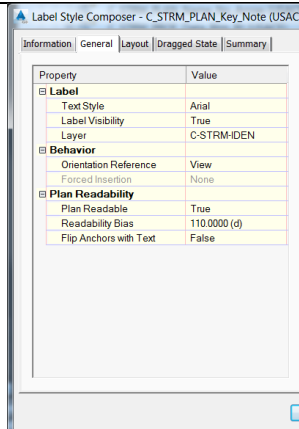 Label Style Composer - C_STRM_PLAN_Key_Note (USAC
Information General Layout Dragged State Summary
Property Value
Label
Text Style Arial
Label Visibility True
Layer C-STRM-IDEN
Behavior
Orientation Reference View
Forced Insertion None
Plan Readability
Plan Readable True
Readability Bias 110.0000 (d)
Flip Anchors with Text False